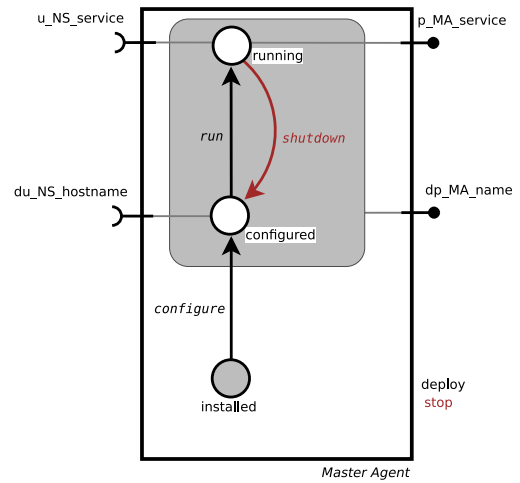 u_NS_service
p_MA_service
running
run
shutdown
du_NS_hostname
dp_MA_name
configured
configure
deploy
installed
stop
Master Agent